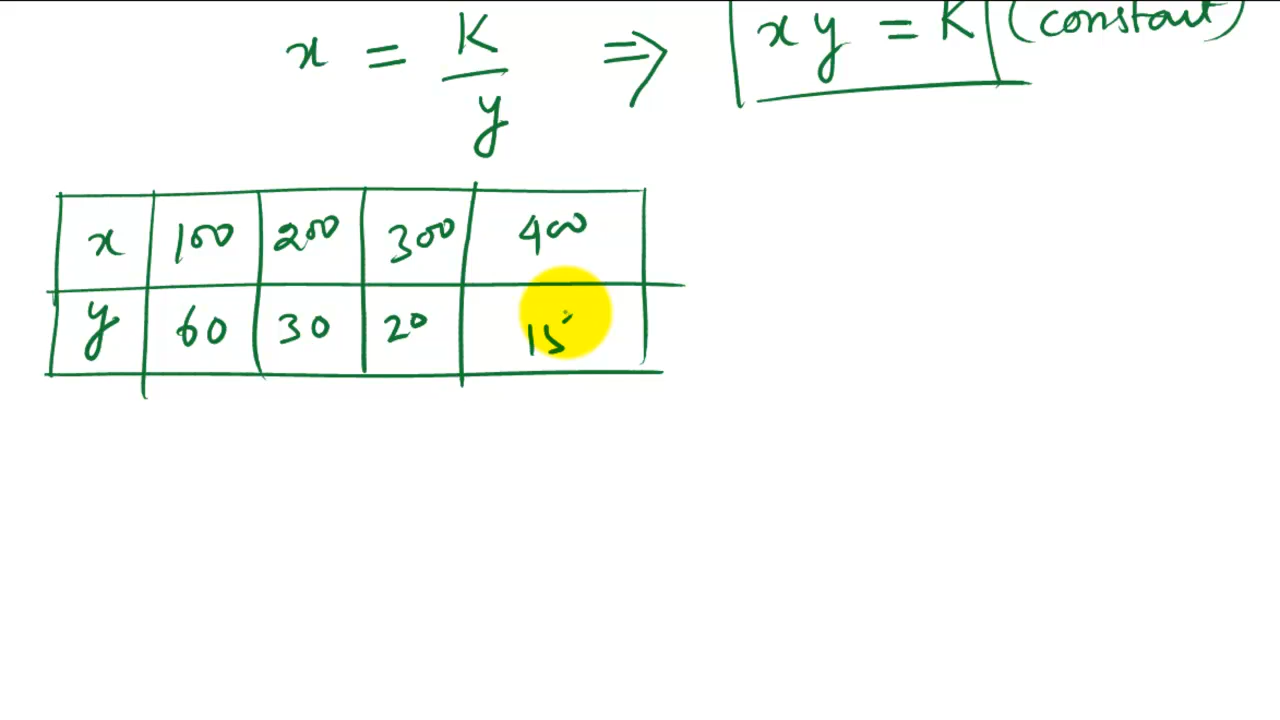 x = K/y ⇒ xy = K (constant)
x 100 200 300 400
y 60 30 20 15